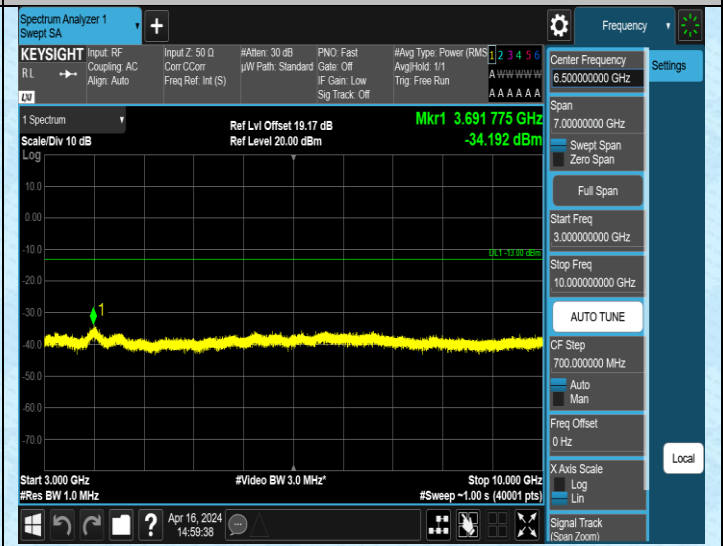 Spectrum Analyzer 1
Swept SA
+
Frequency
KEYSIGHT
RL
LXI
Input: RF
Coupling: AC
Align: Auto
Input Z: 50 Ω
Corr CCorr
Freq Ref: Int (S)
#Atten: 30 dB
µW Path: Standard
PNO: Fast
Gate: Off
IF Gain: Low
Sig Track: Off
#Avg Type: Power (RMS
Avg|Hold: 1/1
Trig: Free Run
1 2 3 4 5 6
A W W W W W
A A A A A A
1 Spectrum
Scale/Div 10 dB
Log
Ref Lvl Offset 19.17 dB
Ref Level 20.00 dBm
Mkr1 3.691 775 GHz
-34.192 dBm
10.0
0.00
-10.0
-20.0
-30.0
-40.0
-50.0
-60.0
-70.0
DL1 -13.00 dBm
1
Start 3.000 GHz
#Res BW 1.0 MHz
#Video BW 3.0 MHz*
Stop 10.000 GHz
#Sweep ~1.00 s (40001 pts)
Center Frequency
6.500000000 GHz
Settings
Span
7.00000000 GHz
Swept Span
Zero Span
Full Span
Start Freq
3.000000000 GHz
Stop Freq
10.000000000 GHz
AUTO TUNE
CF Step
700.000000 MHz
Auto
Man
Freq Offset
0 Hz
X Axis Scale
Log
Lin
Local
Signal Track
(Span Zoom)
?
Apr 16, 2024
14:59:38